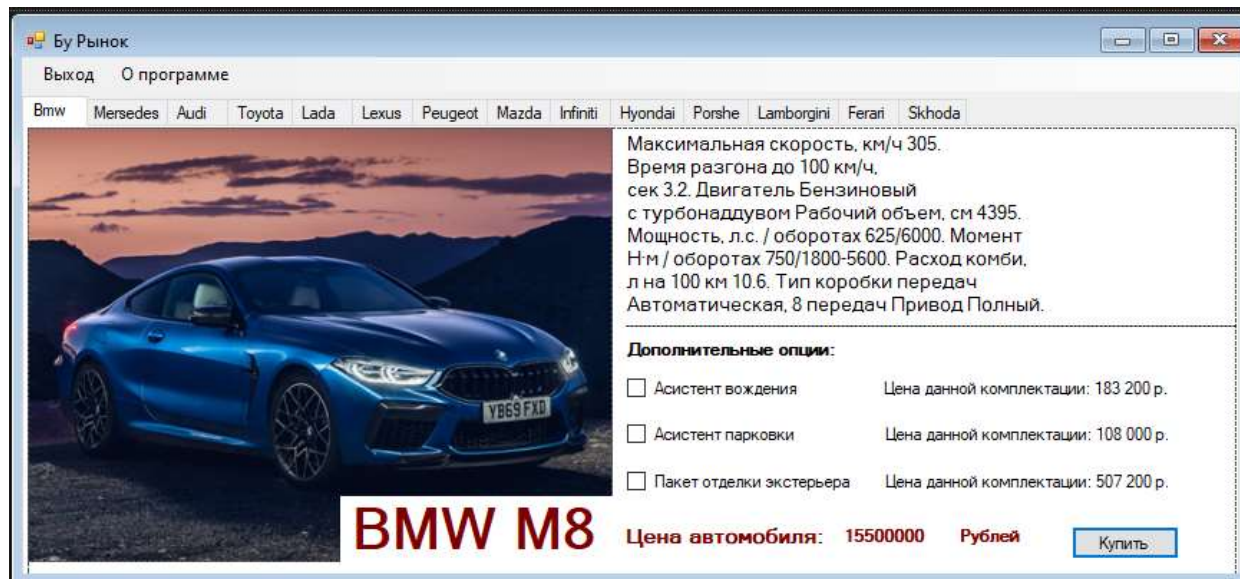 Бу Рынок
Выход О программе
Bmw Mersedes Audi Toyota Lada Lexus Peugeot Mazda Infiniti Hyondai Porshe Lamborgini Ferari Skhoda
Максимальная скорость, км/ч 305.
Время разгона до 100 км/ч,
сек 3.2. Двигатель Бензиновый
с турбонаддувом Рабочий объем, см 4395.
Мощность, л.с. / оборотах 625/6000. Момент
Н·м / оборотах 750/1800-5600. Расход комби,
л на 100 км 10.6. Тип коробки передач
Автоматическая, 8 передач Привод Полный.
Дополнительные опции:
Асистент вождения Цена данной комплектации: 183 200 р.
Асистент парковки Цена данной комплектации: 108 000 р.
Пакет отделки экстерьера Цена данной комплектации: 507 200 р.
YB69 FXD
BMW M8
Цена автомобиля: 15500000 Рублей
Купить